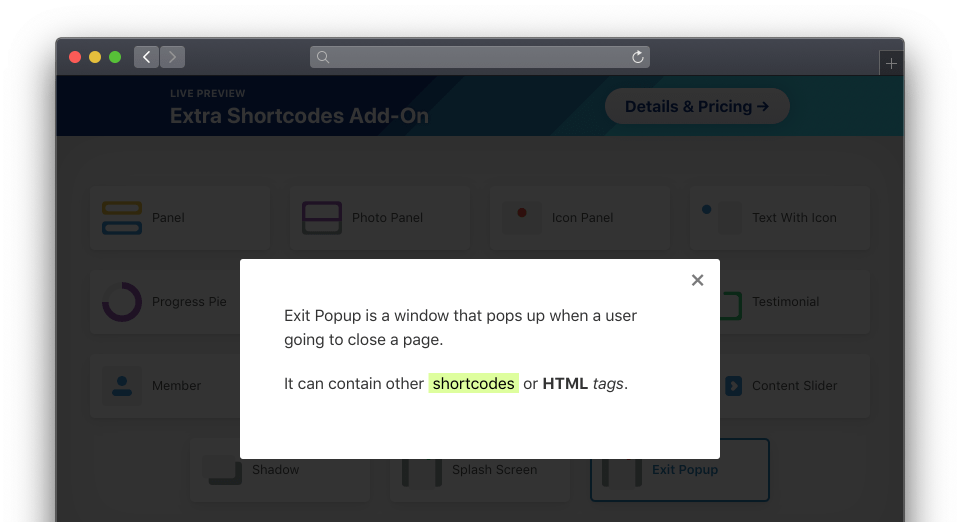 LIVE PREVIEW
Extra Shortcodes Add-On
Details & Pricing →
Panel
Photo Panel
Icon Panel
Text With Icon
Progress Pie
Testimonial
Exit Popup is a window that pops up when a user
going to close a page.
It can contain other shortcodes or HTML tags.
Member
Content Slider
Shadow
Splash Screen
Exit Popup